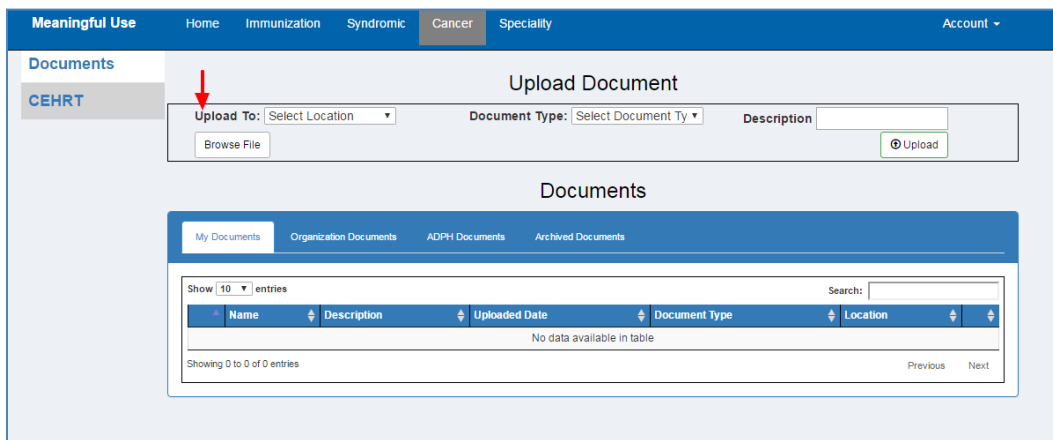 Meaningful Use Home Immunization Syndromic Cancer Speciality Account
Documents
CEHRT
Upload Document
Upload To: Select Location Document Type: Select Document Ty Description
Browse File Upload
Documents
My Documents Organization Documents ADPH Documents Archived Documents
Show 10 entries Search:
Name Description Uploaded Date Document Type Location
No data available in table
Showing 0 to 0 of 0 entries Previous Next